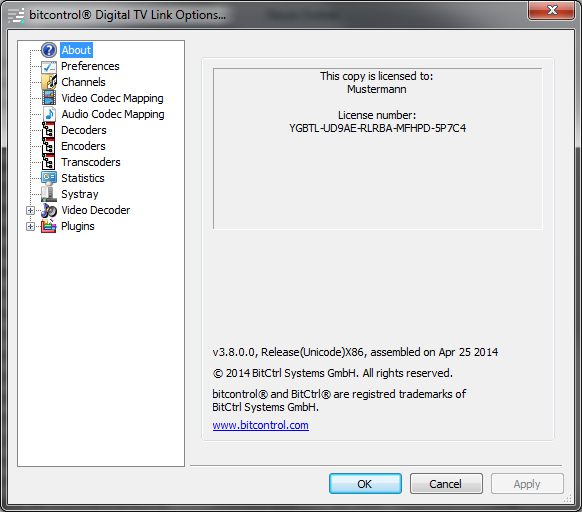 bitcontrol® Digital TV Link Options...
About
Preferences
Channels
Video Codec Mapping
Audio Codec Mapping
Decoders
Encoders
Transcoders
Statistics
Systray
Video Decoder
Plugins
This copy is licensed to:
Mustermann
License number:
YGBTL-UD9AE-RLRBA-MFHPD-5P7C4
v3.8.0.0, Release(Unicode)X86, assembled on Apr 25 2014
© 2014 BitCtrl Systems GmbH. All rights reserved.
bitcontrol® and BitCtrl® are registred trademarks of
BitCtrl Systems GmbH.
www.bitcontrol.com
OK
Cancel
Apply